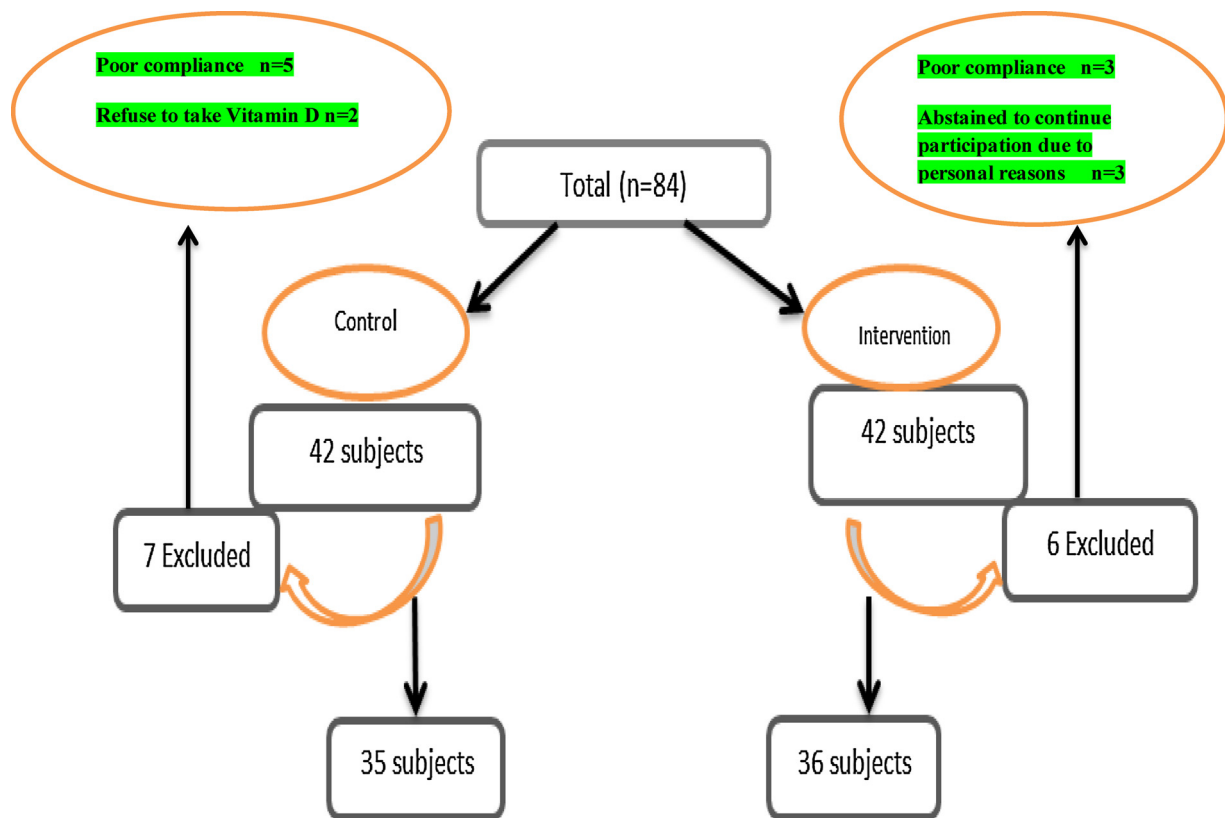 Poor compliance n=5
Refuse to take Vitamin D n=2
Poor compliance n=3
Abstained to continue
participation due to
personal reasons n=3
Total (n=84)
Control
Intervention
42 subjects
42 subjects
7 Excluded
6 Excluded
35 subjects
36 subjects